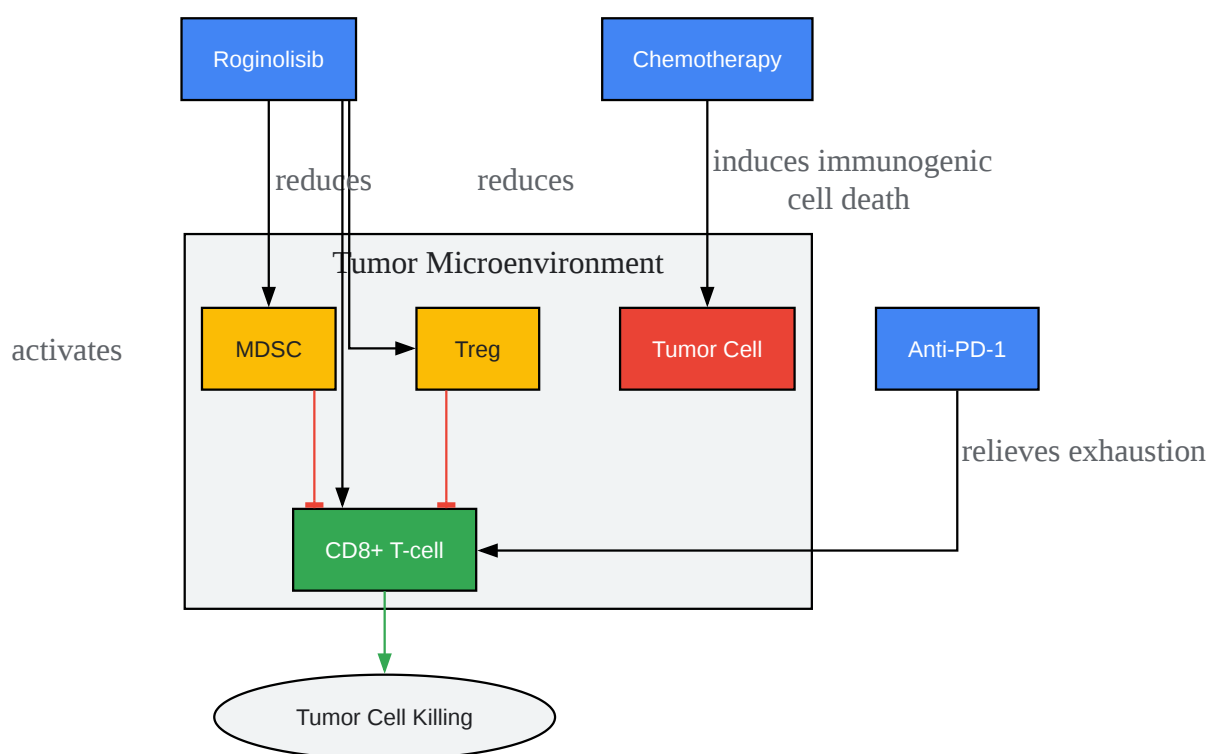 Roginolisib
Chemotherapy
reduces
reduces
induces immunogenic
cell death
Tumor Microenvironment
activates
MDSC
Treg
Tumor Cell
Anti-PD-1
relieves exhaustion
CD8+ T-cell
Tumor Cell Killing